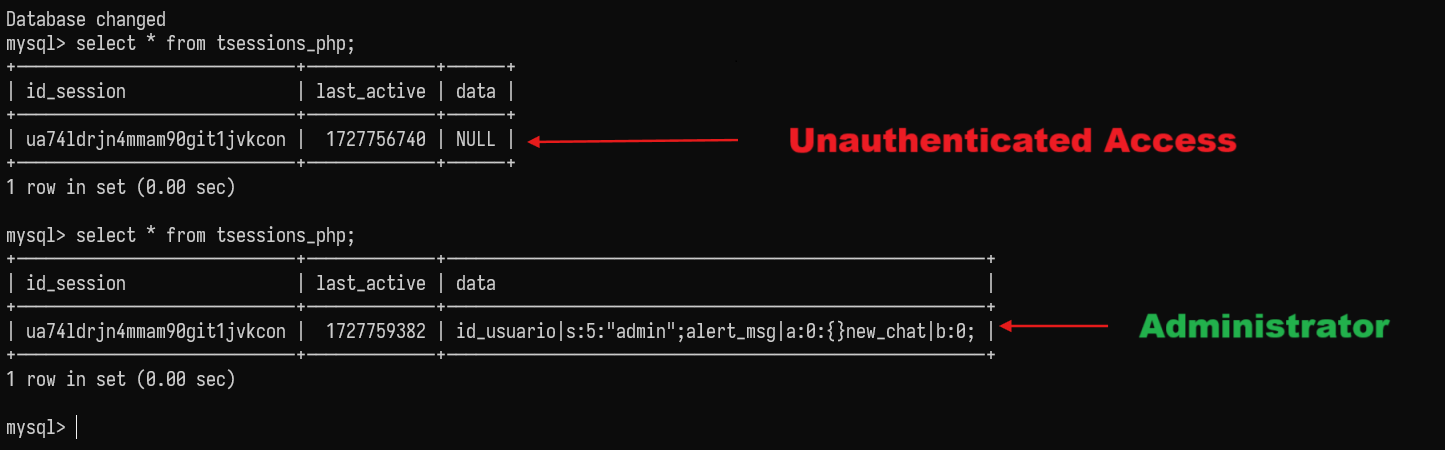 Database changed
mysql> select * from tsessions_php;
+----------------------------+-------------+------+
| id_session                 | last_active | data |
+----------------------------+-------------+------+
| ua74ldrjn4mmam90git1jvkcon |  1727756740 | NULL | Unauthenticated Access
+----------------------------+-------------+------+
1 row in set (0.00 sec)
mysql> select * from tsessions_php;
+----------------------------+-------------+------------------------------------------------------+
| id_session                 | last_active | data                                                 |
+----------------------------+-------------+------------------------------------------------------+
| ua74ldrjn4mmam90git1jvkcon |  1727759382 | id_usuario|s:5:"admin";alert_msg|a:0:{}new_chat|b:0; | Administrator
+----------------------------+-------------+------------------------------------------------------+
1 row in set (0.00 sec)
mysql>